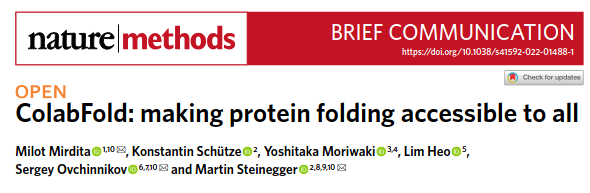 nature methods
BRIEF COMMUNICATION
https://doi.org/10.1038/s41592-022-01488-1
Check for updates
OPEN
ColabFold: making protein folding accessible to all
Milot Mirdita 1,10 ✉, Konstantin Schütze 2, Yoshitaka Moriwaki 3,4, Lim Heo 5,
Sergey Ovchinnikov 6,7,10 ✉ and Martin Steinegger 2,8,9,10 ✉